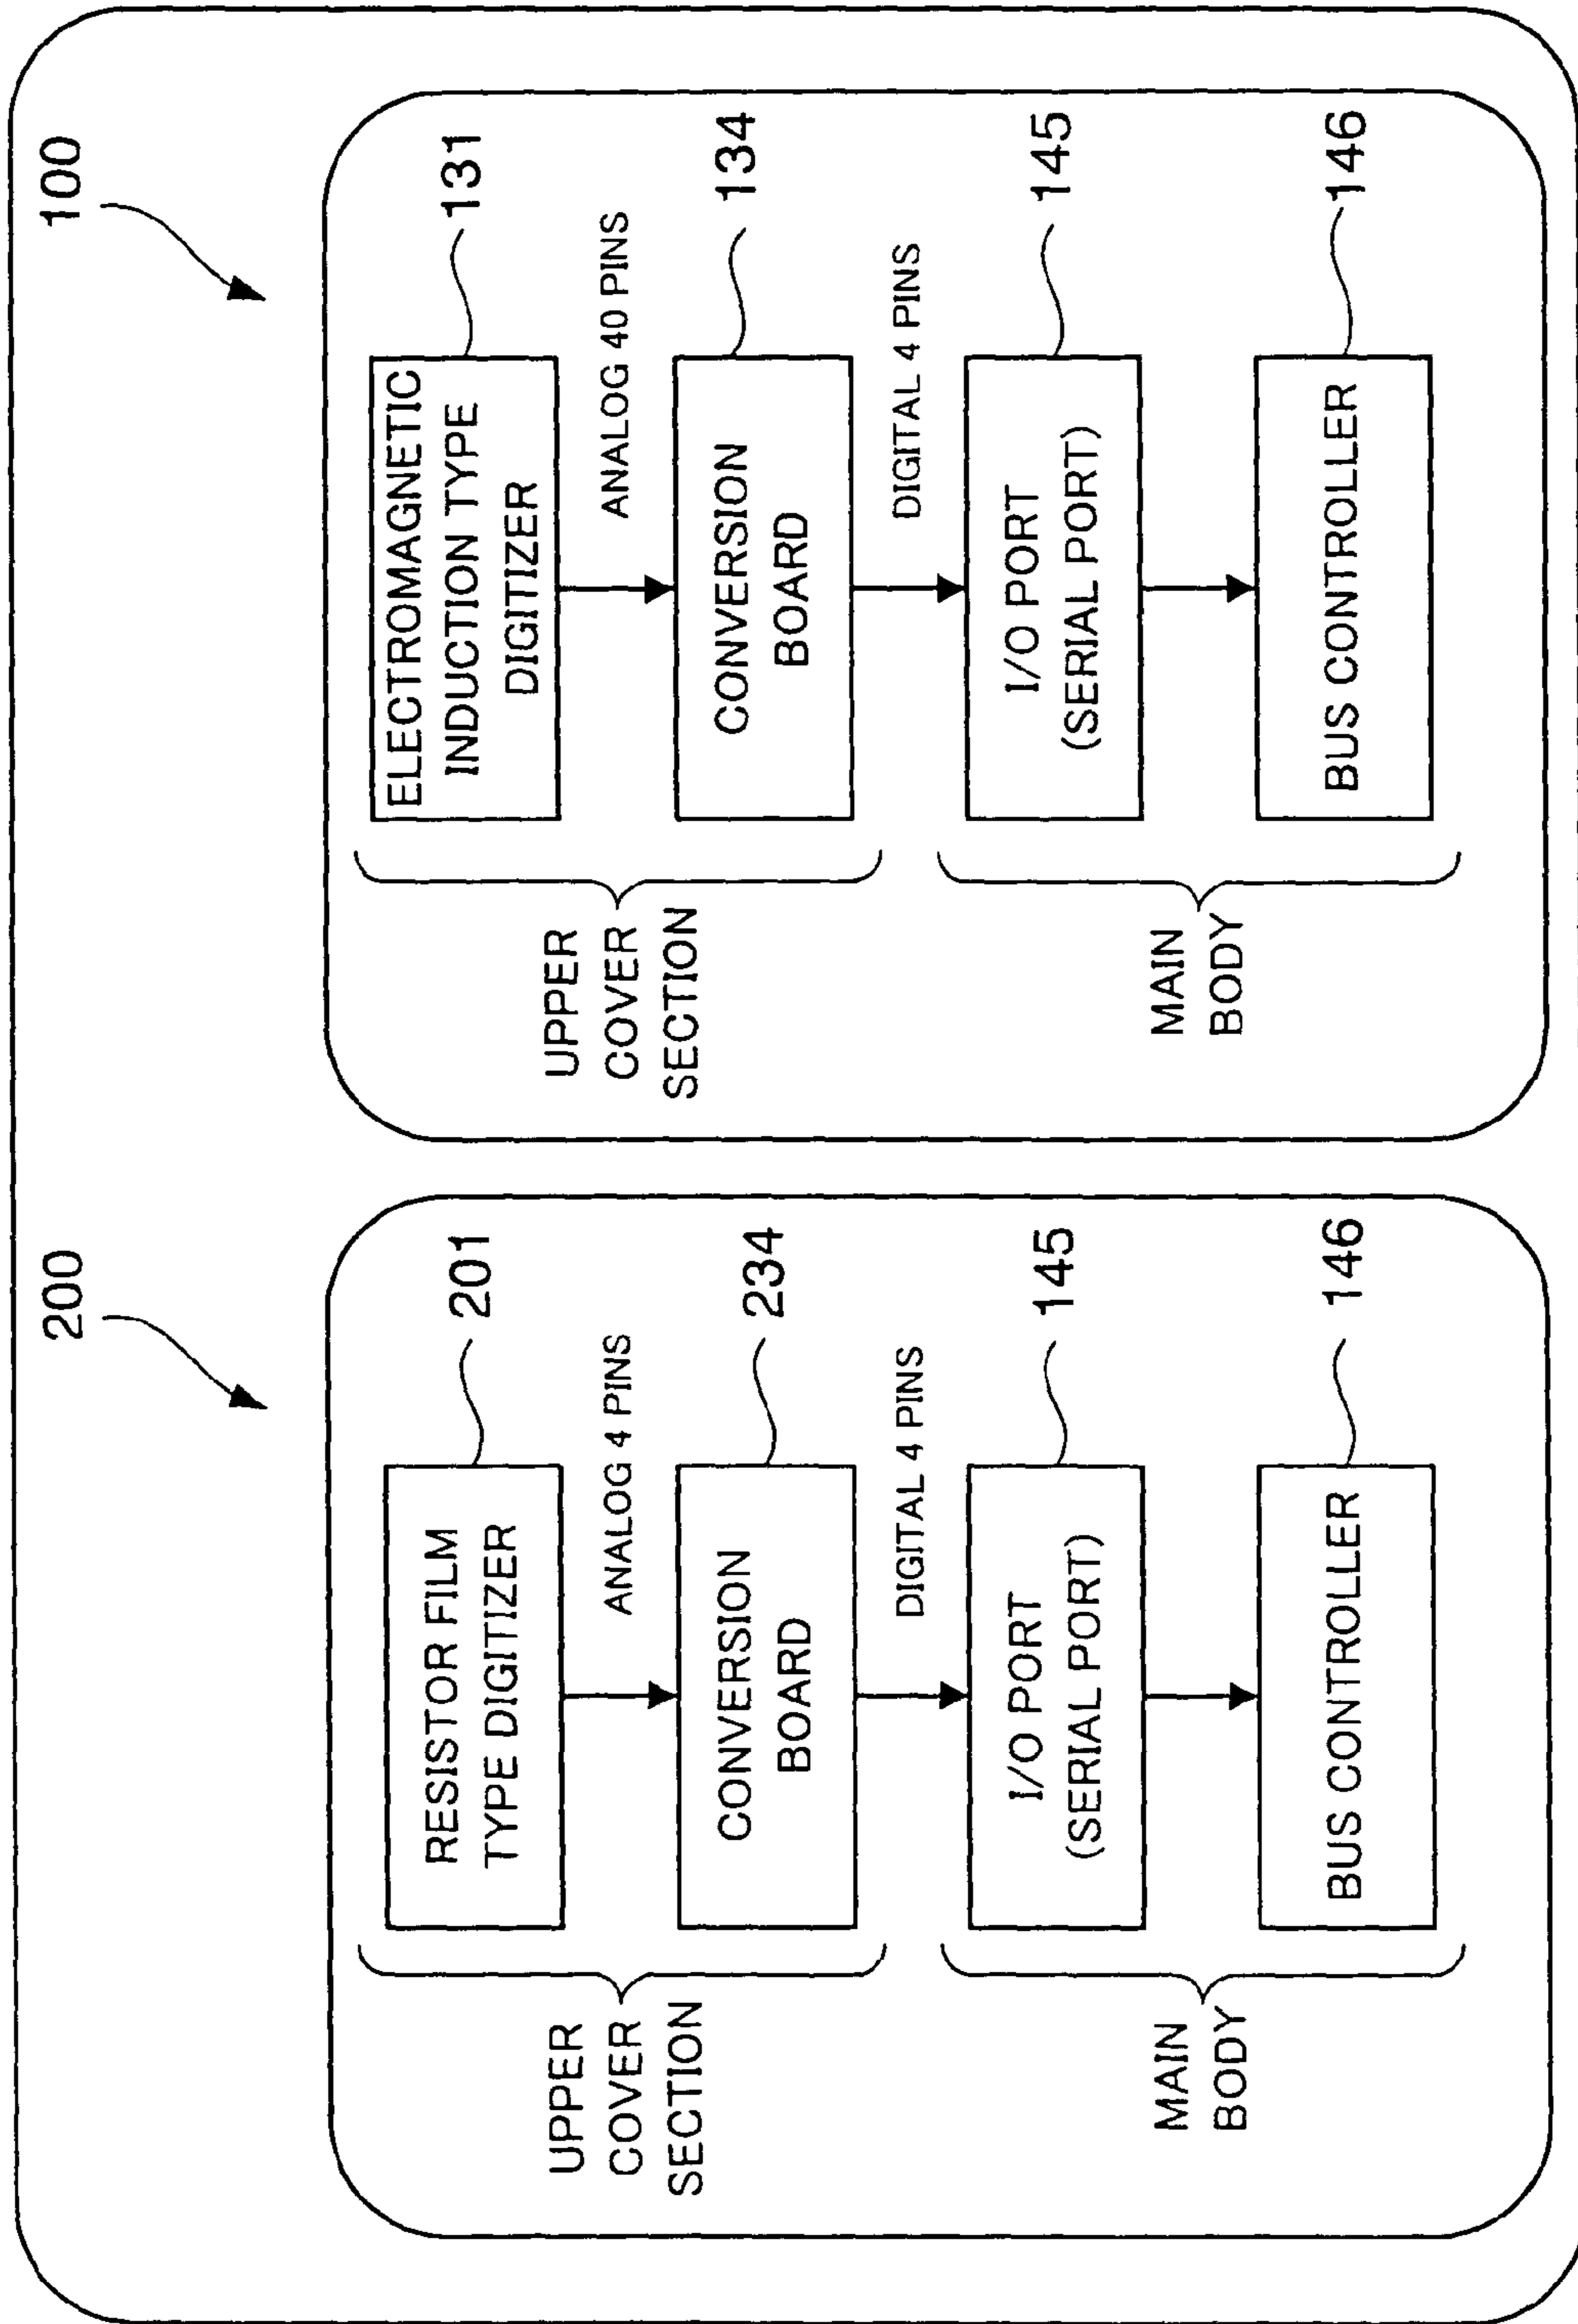 200
RESISTOR FILM
TYPE DIGITIZER
201
ANALOG 4 PINS
CONVERSION
BOARD
234
DIGITAL 4 PINS
I/O PORT
(SERIAL PORT)
145
BUS CONTROLLER
146
UPPER
COVER
SECTION
MAIN
BODY
100
ELECTROMAGNETIC
INDUCTION TYPE
DIGITIZER
131
ANALOG 40 PINS
CONVERSION
BOARD
134
DIGITAL 4 PINS
I/O PORT
(SERIAL PORT)
145
BUS CONTROLLER
146
UPPER
COVER
SECTION
MAIN
BODY